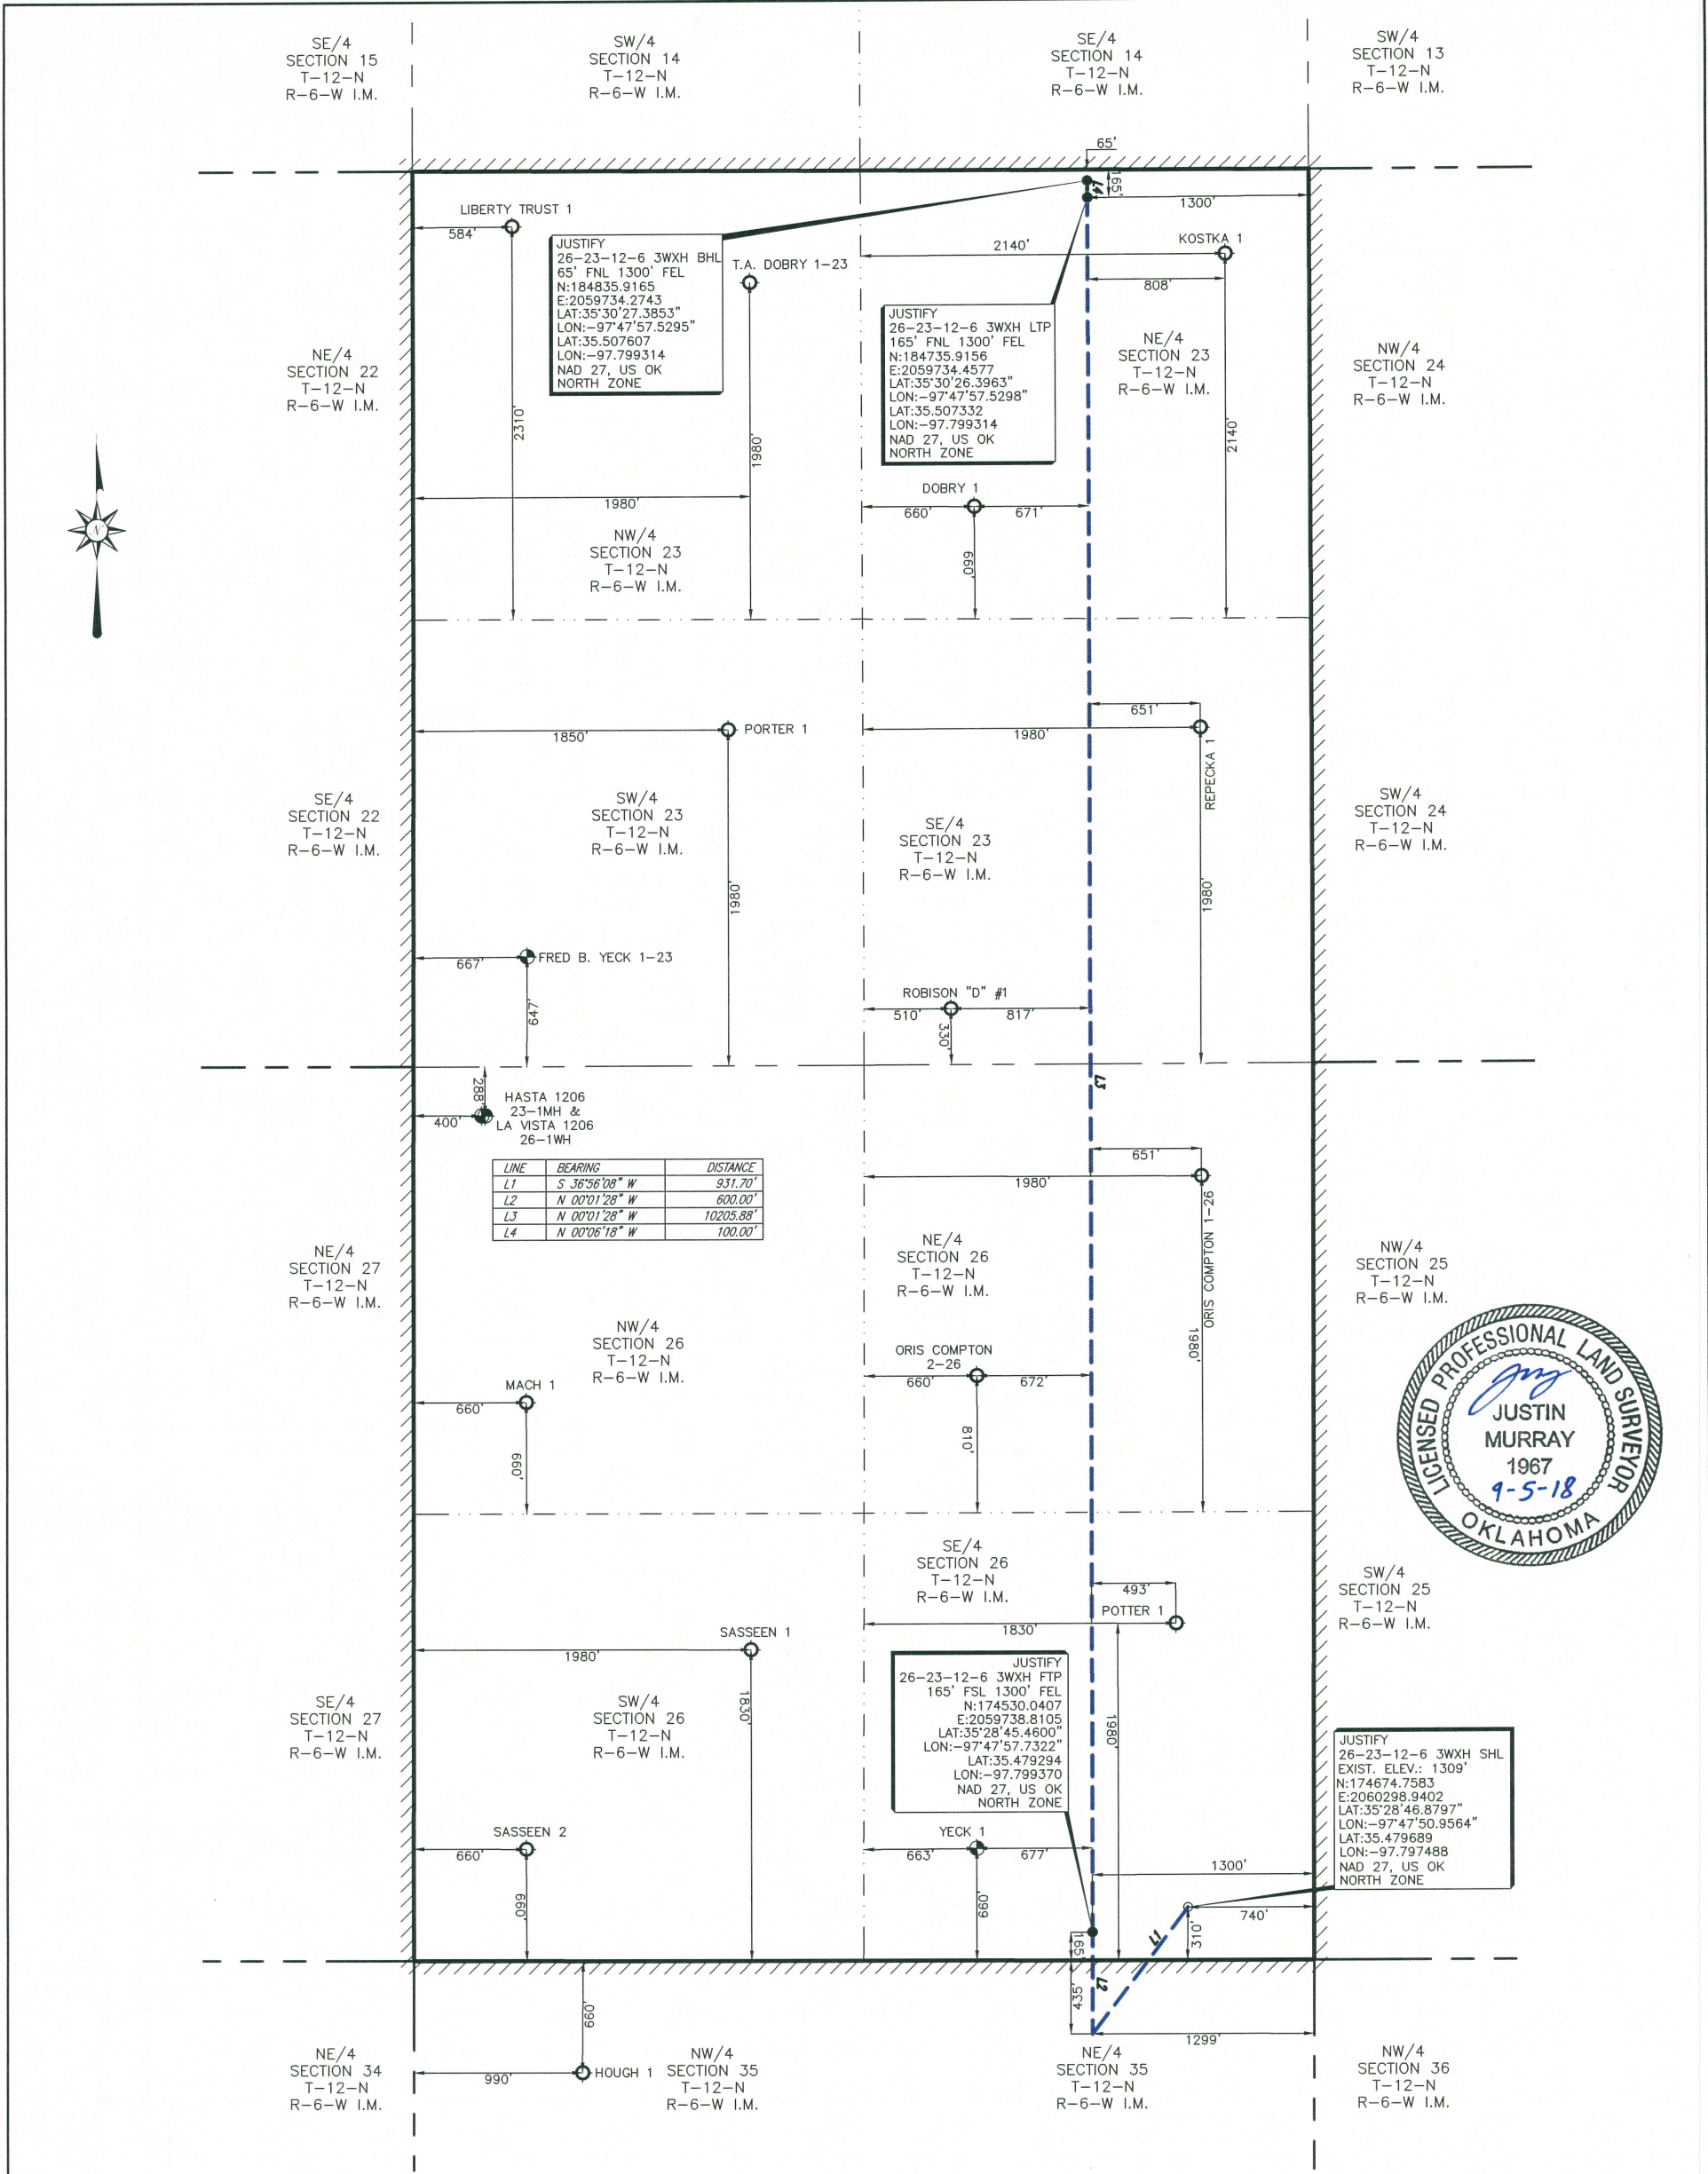 SE/4
SECTION 15
T-12-N
R-6-W I.M.
SW/4
SECTION 14
T-12-N
R-6-W I.M.
SE/4
SECTION 14
T-12-N
R-6-W I.M.
SW/4
SECTION 13
T-12-N
R-6-W I.M.
65'
165'
L4
1300'
LIBERTY TRUST 1
584'
2310'
JUSTIFY
26-23-12-6 3WXH BHL
65' FNL 1300' FEL
N:184835.9165
E:2059734.2743
LAT:35°30'27.3853"
LON:-97°47'57.5295"
LAT:35.507607
LON:-97.799314
NAD 27, US OK
NORTH ZONE
T.A. DOBRY 1-23
1980'
1980'
2140'
KOSTKA 1
808'
2140'
JUSTIFY
26-23-12-6 3WXH LTP
165' FNL 1300' FEL
N:184735.9156
E:2059734.4577
LAT:35°30'26.3963"
LON:-97°47'57.5298"
LAT:35.507332
LON:-97.799314
NAD 27, US OK
NORTH ZONE
NE/4
SECTION 23
T-12-N
R-6-W I.M.
NE/4
SECTION 22
T-12-N
R-6-W I.M.
NW/4
SECTION 24
T-12-N
R-6-W I.M.
N
DOBRY 1
660'
671'
660'
NW/4
SECTION 23
T-12-N
R-6-W I.M.
1850'
PORTER 1
1980'
651'
1980'
REPECKA 1
1980'
SE/4
SECTION 22
T-12-N
R-6-W I.M.
SW/4
SECTION 23
T-12-N
R-6-W I.M.
SE/4
SECTION 23
T-12-N
R-6-W I.M.
SW/4
SECTION 24
T-12-N
R-6-W I.M.
667'
FRED B. YECK 1-23
647'
ROBISON "D" #1
510'
817'
330'
L3
288'
400'
HASTA 1206
23-1MH &
LA VISTA 1206
26-1WH
LINE BEARING DISTANCE
L1 S 36°56'08" W 931.70'
L2 N 00°01'28" W 600.00'
L3 N 00°01'28" W 10205.88'
L4 N 00°06'18" W 100.00'
651'
1980'
ORIS COMPTON 1-26
1980'
NE/4
SECTION 27
T-12-N
R-6-W I.M.
NE/4
SECTION 26
T-12-N
R-6-W I.M.
NW/4
SECTION 25
T-12-N
R-6-W I.M.
NW/4
SECTION 26
T-12-N
R-6-W I.M.
MACH 1
660'
660'
ORIS COMPTON
2-26
660'
672'
810'
LICENSED PROFESSIONAL LAND SURVEYOR
JUSTIN
MURRAY
1967
9-5-18
OKLAHOMA
SE/4
SECTION 26
T-12-N
R-6-W I.M.
SW/4
SECTION 25
T-12-N
R-6-W I.M.
493'
POTTER 1
1830'
1980'
SASSEEN 1
1980'
1830'
SE/4
SECTION 27
T-12-N
R-6-W I.M.
SW/4
SECTION 26
T-12-N
R-6-W I.M.
JUSTIFY
26-23-12-6 3WXH FTP
165' FSL 1300' FEL
N:174530.0407
E:2059738.8105
LAT:35°28'45.4600"
LON:-97°47'57.7322"
LAT:35.479294
LON:-97.799370
NAD 27, US OK
NORTH ZONE
JUSTIFY
26-23-12-6 3WXH SHL
EXIST. ELEV.: 1309'
N:174674.7583
E:2060298.9402
LAT:35°28'46.8797"
LON:-97°47'50.9564"
LAT:35.479689
LON:-97.797488
NAD 27, US OK
NORTH ZONE
SASSEEN 2
660'
660'
YECK 1
663'
677'
660'
1300'
740'
310'
L1
165'
L2
435'
1299'
660'
990'
HOUGH 1
NE/4
SECTION 34
T-12-N
R-6-W I.M.
NW/4
SECTION 35
T-12-N
R-6-W I.M.
NE/4
SECTION 35
T-12-N
R-6-W I.M.
NW/4
SECTION 36
T-12-N
R-6-W I.M.